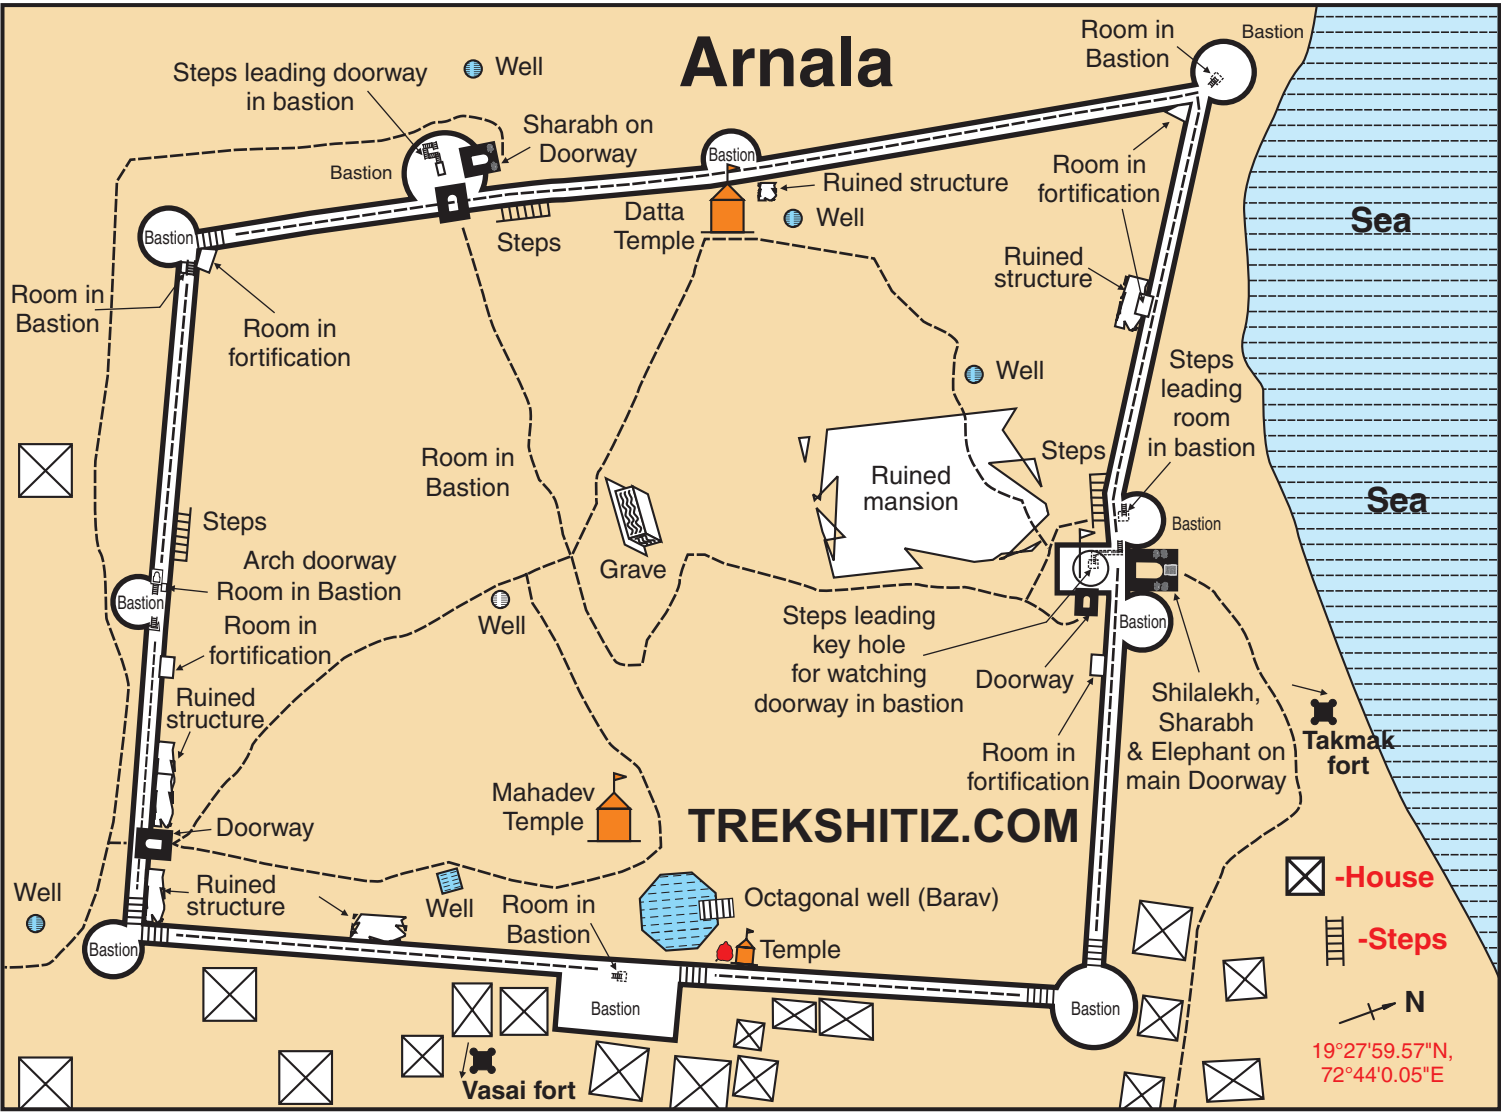 Arnala
Room in
Bastion
Bastion
Well
Steps leading doorway
in bastion
Sharabh on
Doorway
Bastion
Bastion
Ruined structure
Datta
Temple
Well
Steps
Room in
fortification
Sea
Bastion
Ruined
structure
Room in
Bastion
Room in
fortification
Well
Steps
leading
room
in bastion
Steps
Room in
Bastion
Ruined
mansion
Sea
Bastion
Steps
Arch doorway
Room in Bastion
Bastion
Grave
Well
Room in
fortification
Steps leading
key hole
for watching
doorway in bastion
Bastion
Doorway
Shilalekh,
Sharabh
& Elephant on
main Doorway
Ruined
structure
Room in
fortification
Takmak
fort
Mahadev
Temple
TREKSHITIZ.COM
Doorway
Well
Ruined
structure
Well
Room in
Bastion
Octagonal well (Barav)
Temple
-House
-Steps
Bastion
Bastion
Bastion
N
19°27'59.57"N,
72°44'0.05"E
Vasai fort